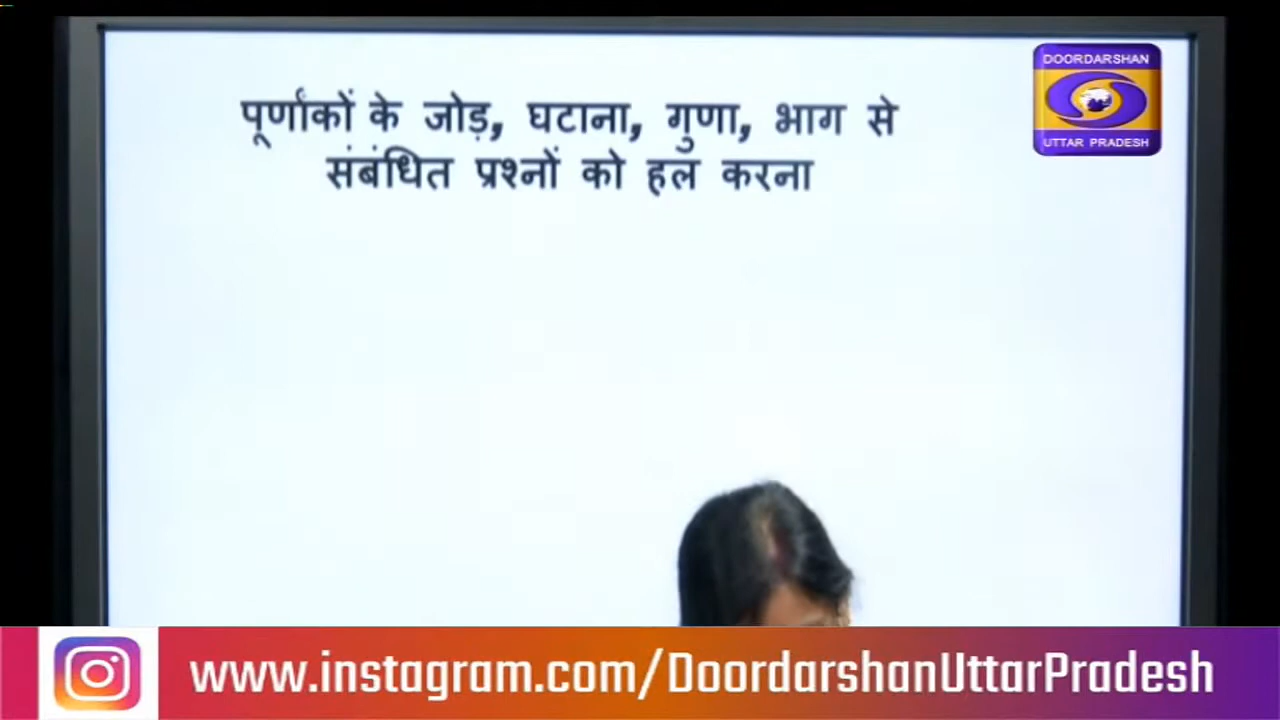 पूर्णांकों के जोड़, घटाना, गुणा, भाग से
संबंधित प्रश्नों को हल करना
DOORDARSHAN
UTTAR PRADESH
www.instagram.com/DoordarshanUttarPradesh